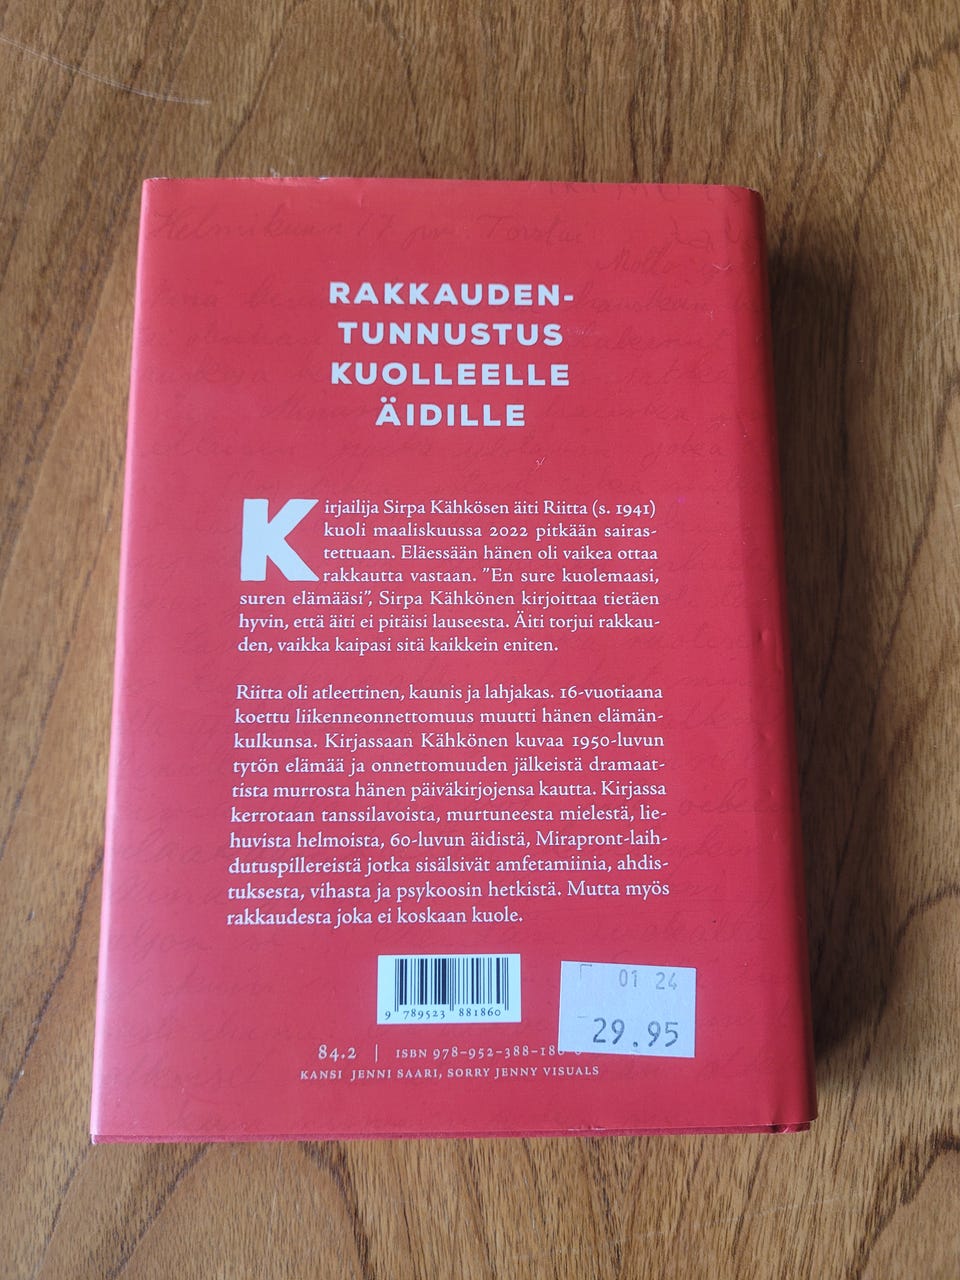 Helmikuun 17 pv. Torstai
RAKKAUDEN-
TUNNUSTUS
KUOLLEELLE
ÄIDILLE
Kirjailija Sirpa Kähkösen äiti Riitta (s. 1941)
kuoli maaliskuussa 2022 pitkään sairas-
tettuaan. Eläessään hänen oli vaikea ottaa
rakkautta vastaan. ”En sure kuolemaasi,
suren elämääsi”, Sirpa Kähkönen kirjoittaa tietäen
hyvin, että äiti ei pitäisi lauseesta. Äiti torjui rakkau-
den, vaikka kaipasi sitä kaikkein eniten.
Riitta oli atleettinen, kaunis ja lahjakas. 16-vuotiaana
koettu liikenneonnettomuus muutti hänen elämän-
kulkunsa. Kirjassaan Kähkönen kuvaa 1950-luvun
tytön elämää ja onnettomuuden jälkeistä dramaat-
tista murrosta hänen päiväkirjojensa kautta. Kirjassa
kerrotaan tanssilavoista, murtuneesta mielestä, lie-
huvista helmoista, 60-luvun äidistä, Mirapront-laih-
dutuspillereistä jotka sisälsivät amfetamiinia, ahdis-
tuksesta, vihasta ja psykoosin hetkistä. Mutta myös
rakkaudesta joka ei koskaan kuole.
9 789523 881860
01 24
29.95
84.2 | ISBN 978-952-388-186-0
KANSI JENNI SAARI, SORRY JENNY VISUALS